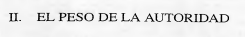 II. EL PESO DE LA AUTORIDAD